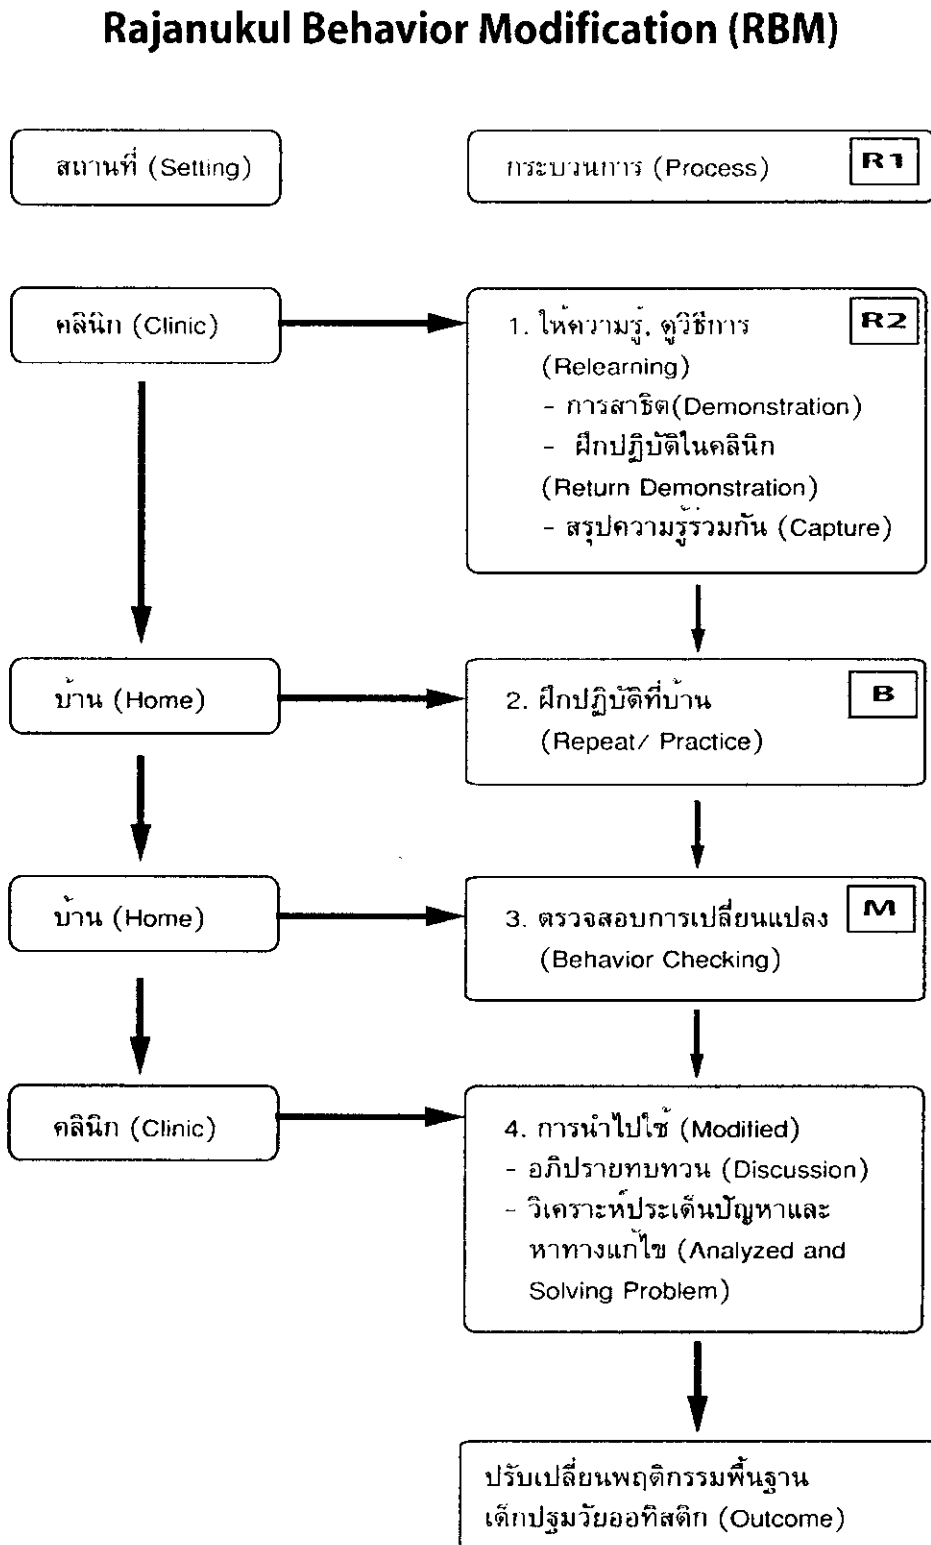 Rajanukul Behavior Modification (RBM)
สถานที่ (Setting)
กระบวนการ (Process)
R1
คลินิก (Clinic)
1. ให้ความรู้, ดูวิธีการ
R2
(Relearning)
- การสาธิต(Demonstration)
- ฝึกปฏิบัติในคลินิก
(Return Demonstration)
- สรุปความรู้ร่วมกัน (Capture)
บ้าน (Home)
2. ฝึกปฏิบัติที่บ้าน
B
(Repeat/ Practice)
บ้าน (Home)
3. ตรวจสอบการเปลี่ยนแปลง
M
(Behavior Checking)
คลินิก (Clinic)
4. การนำไปใช้ (Modified)
- อภิปรายทบทวน (Discussion)
- วิเคราะห์ประเด็นปัญหาและ
หาทางแก้ไข (Analyzed and
Solving Problem)
ปรับเปลี่ยนพฤติกรรมพื้นฐาน
เด็กปฐมวัยออทิสติก (Outcome)